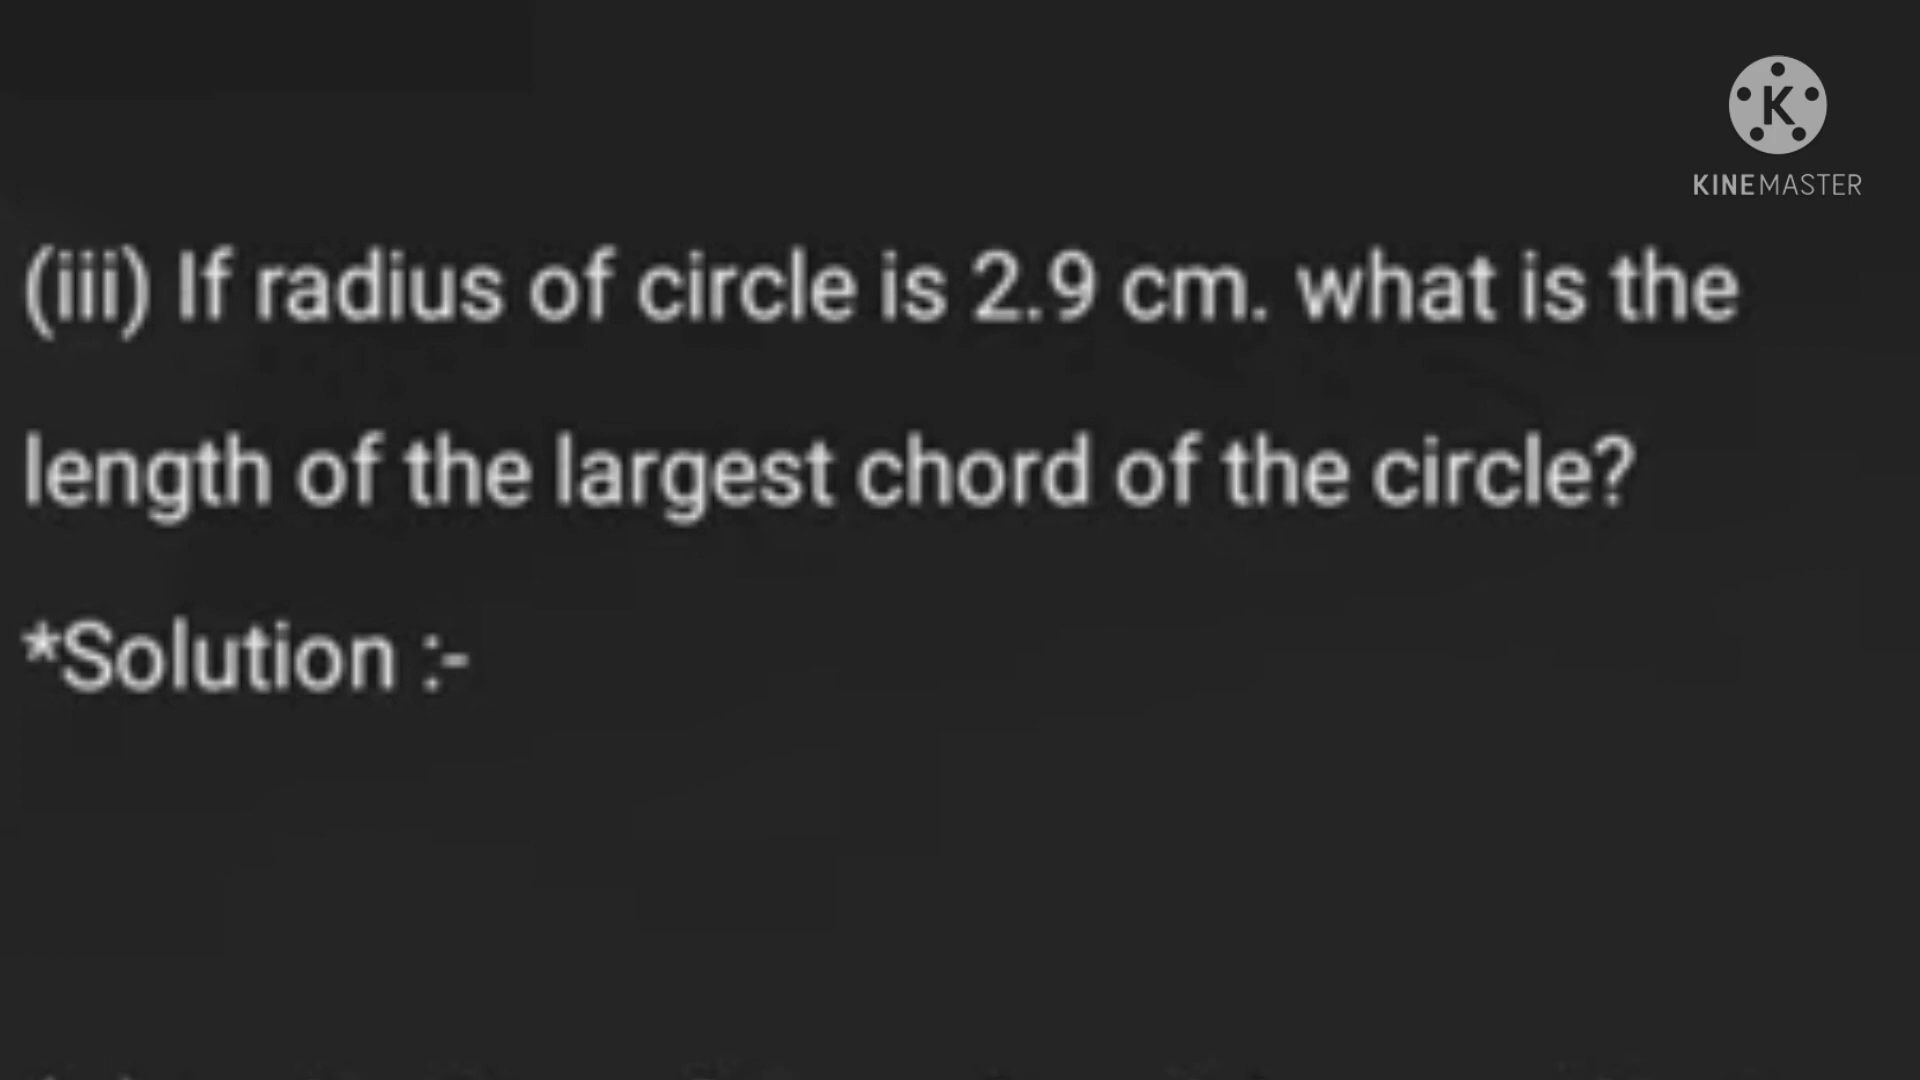 K
KINEMASTER
(iii) If radius of circle is 2.9 cm. what is the
length of the largest chord of the circle?
*Solution :-